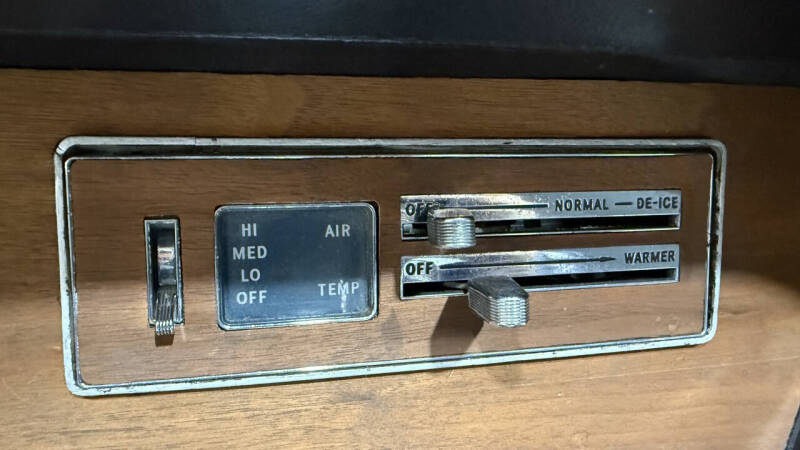 HI AIR
MED
LO
OFF TEMP
OFF NORMAL — DE-ICE
OFF WARMER